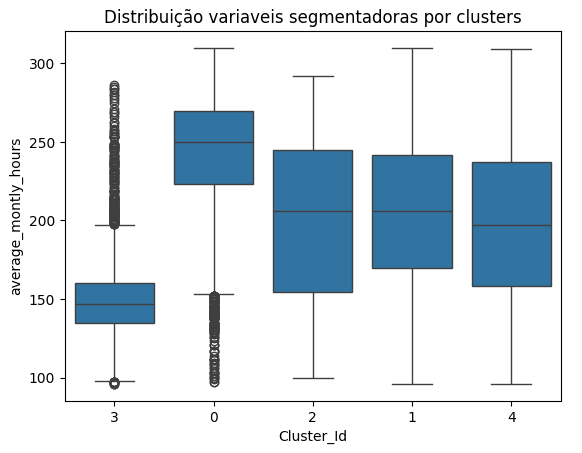 Distribuição variaveis segmentadoras por clusters
300
250
200
150
100
average_montly_hours
3 0 2 1 4
Cluster_Id